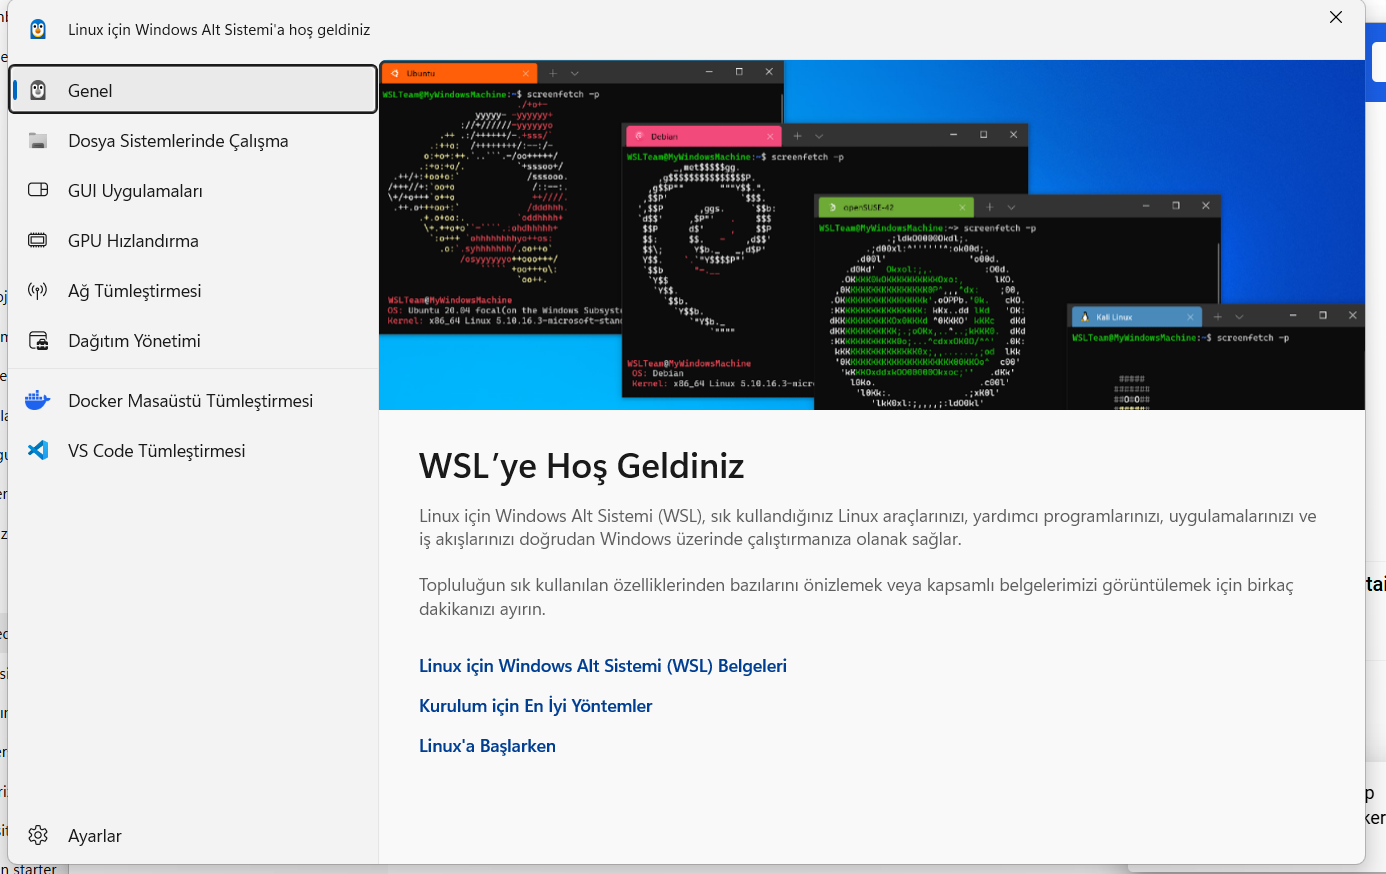 Linux için Windows Alt Sistemi'a hoş geldiniz
Genel
Dosya Sistemlerinde Çalışma
GUI Uygulamaları
GPU Hızlandırma
Ağ Tümleştirmesi
Dağıtım Yönetimi
Docker Masaüstü Tümleştirmesi
VS Code Tümleştirmesi
Ayarlar
Ubuntu
WSLTeam@MyWindowsMachine:~$ screenfetch -p
WSLTeam@MyWindowsMachine
OS: Ubuntu 20.04 focal(on the Windows Subsyst
Kernel: x86_64 Linux 5.10.16.3-microsoft-stan
Debian
WSLTeam@MyWindowsMachine:~$ screenfetch -p
WSLTeam@MyWindowsMachine
OS: Debian
Kernel: x86_64 Linux 5.10.16.3-micr
openSUSE-42
WSLTeam@MyWindowsMachine:~> screenfetch -p
Kali Linux
WSLTeam@MyWindowsMachine:~$ screenfetch -p
WSL’ye Hoş Geldiniz
Linux için Windows Alt Sistemi (WSL), sık kullandığınız Linux araçlarınızı, yardımcı programlarınızı, uygulamalarınızı ve
iş akışlarınızı doğrudan Windows üzerinde çalıştırmanıza olanak sağlar.
Topluluğun sık kullanılan özelliklerinden bazılarını önizlemek veya kapsamlı belgelerimizi görüntülemek için birkaç
dakikanızı ayırın.
Linux için Windows Alt Sistemi (WSL) Belgeleri
Kurulum için En İyi Yöntemler
Linux'a Başlarken
n starter